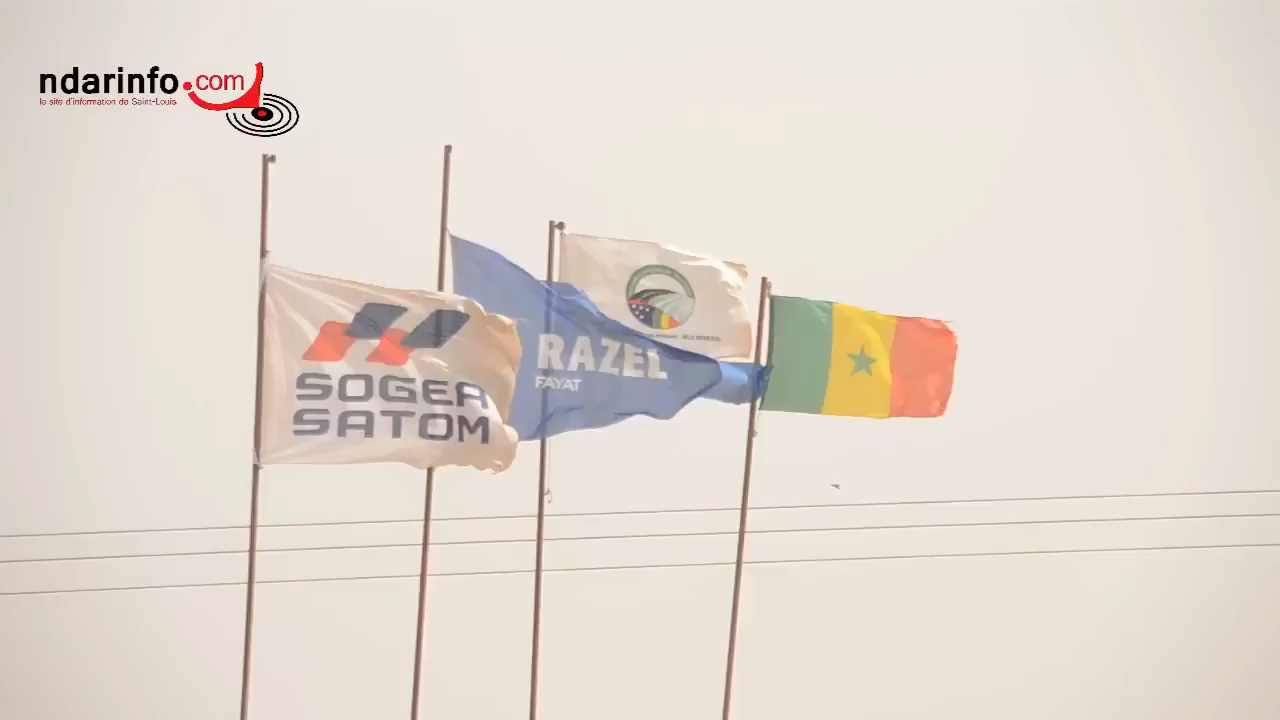 ndarinfo.com
le site d'information de Saint-Louis
SOGEA
SATOM
RAZEL
FAYAT